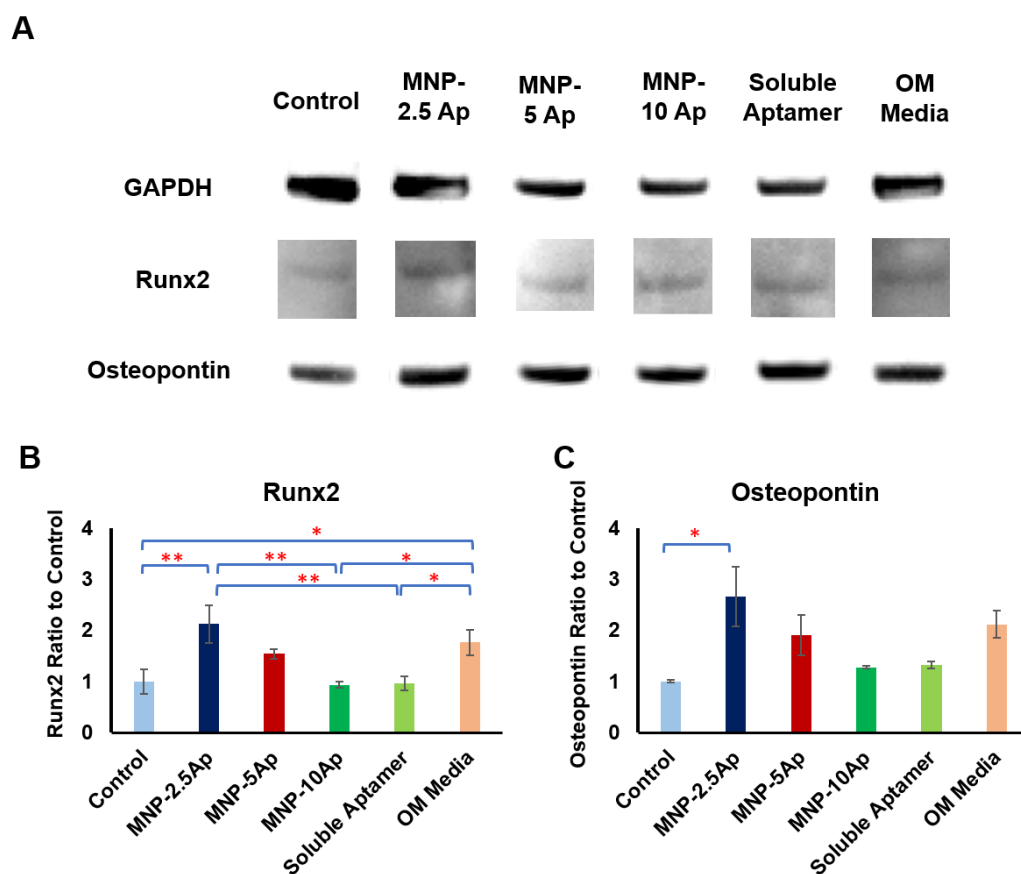 A
Control
MNP-
2.5 Ap
MNP-
5 Ap
MNP-
10 Ap
Soluble
Aptamer
OM
Media
GAPDH
Runx2
Osteopontin
B
Runx2
Runx2 Ratio to Control
4
3
2
1
0
*
**
**
*
**
*
Control
MNP-2.5Ap
MNP-5Ap
MNP-10Ap
Soluble Aptamer
OM Media
C
Osteopontin
Osteopontin Ratio to Control
4
3
2
1
0
*
Control
MNP-2.5Ap
MNP-5Ap
MNP-10Ap
Soluble Aptamer
OM Media